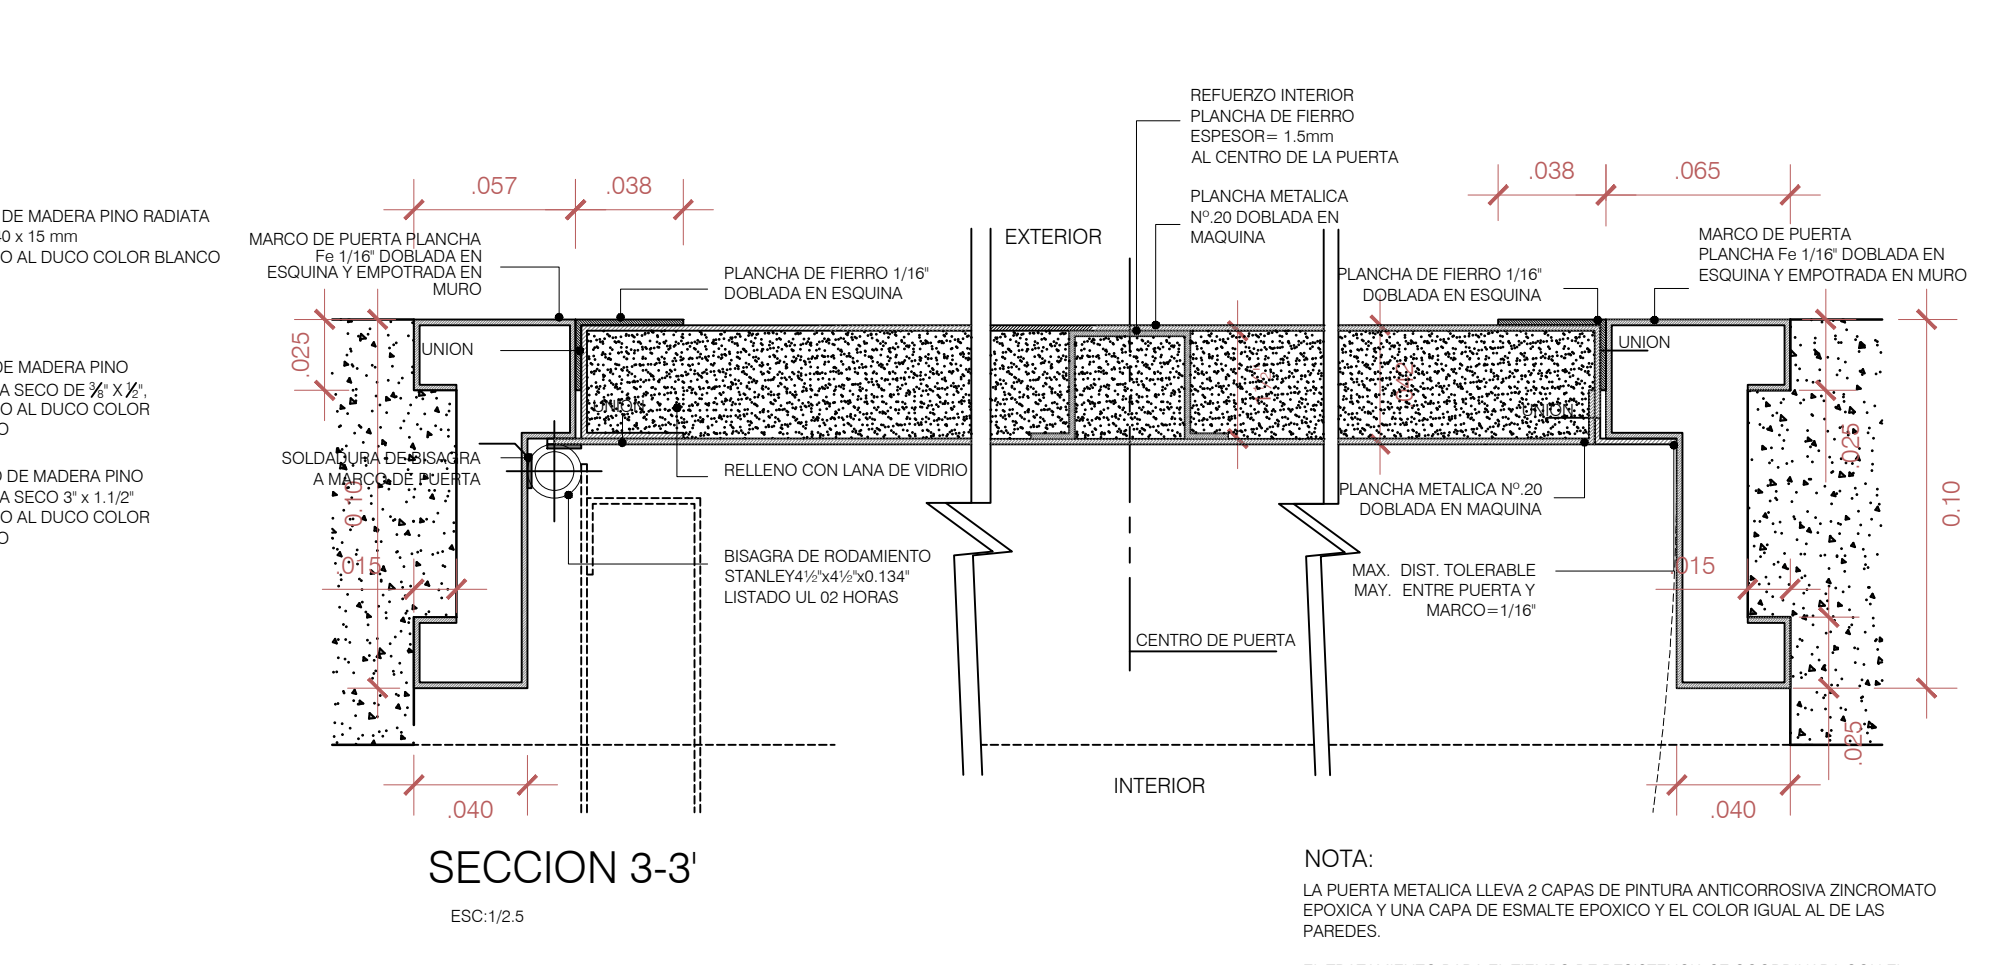 DE MADERA PINO RADIATA
40 x 15 mm
O AL DUCO COLOR BLANCO
DE MADERA PINO
A SECO DE ⅜" X ½",
O AL DUCO COLOR
O
O DE MADERA PINO
A SECO 3" x 1.1/2"
O AL DUCO COLOR
O
.057
.038
MARCO DE PUERTA PLANCHA
Fe 1/16" DOBLADA EN
ESQUINA Y EMPOTRADA EN
MURO
PLANCHA DE FIERRO 1/16"
DOBLADA EN ESQUINA
EXTERIOR
REFUERZO INTERIOR
PLANCHA DE FIERRO
ESPESOR= 1.5mm
AL CENTRO DE LA PUERTA
PLANCHA METALICA
Nº.20 DOBLADA EN
MAQUINA
.038
.065
PLANCHA DE FIERRO 1/16"
DOBLADA EN ESQUINA
MARCO DE PUERTA
PLANCHA Fe 1/16" DOBLADA EN
ESQUINA Y EMPOTRADA EN MURO
.025
UNION
UNION
UNION
UNION
.042
SOLDADURA DE BISAGRA
A MARCO DE PUERTA
0.10
.015
RELLENO CON LANA DE VIDRIO
BISAGRA DE RODAMIENTO
STANLEY4½"x4½"x0.134"
LISTADO UL 02 HORAS
PLANCHA METALICA Nº.20
DOBLADA EN MAQUINA
MAX. DIST. TOLERABLE
MAY. ENTRE PUERTA Y
MARCO=1/16"
.025
0.10
.015
CENTRO DE PUERTA
.025
INTERIOR
.040
.040
SECCION 3-3'
ESC:1/2.5
NOTA:
LA PUERTA METALICA LLEVA 2 CAPAS DE PINTURA ANTICORROSIVA ZINCROMATO
EPOXICA Y UNA CAPA DE ESMALTE EPOXICO Y EL COLOR IGUAL AL DE LAS
PAREDES.